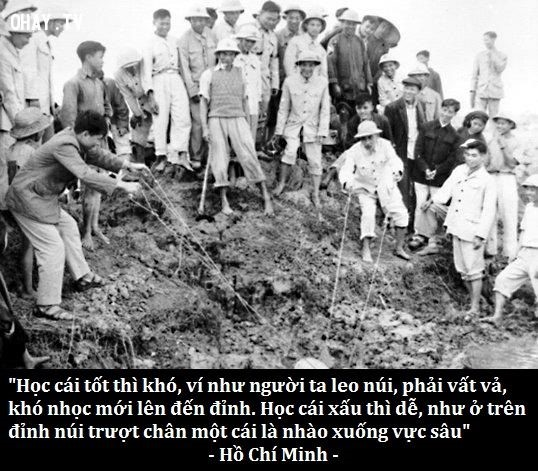 OHAY.TV
"Học cái tốt thì khó, ví như người ta leo núi, phải vất vả,
khó nhọc mới lên đến đỉnh. Học cái xấu thì dễ, như ở trên
đỉnh núi trượt chân một cái là nhào xuống vực sâu"
- Hồ Chí Minh -